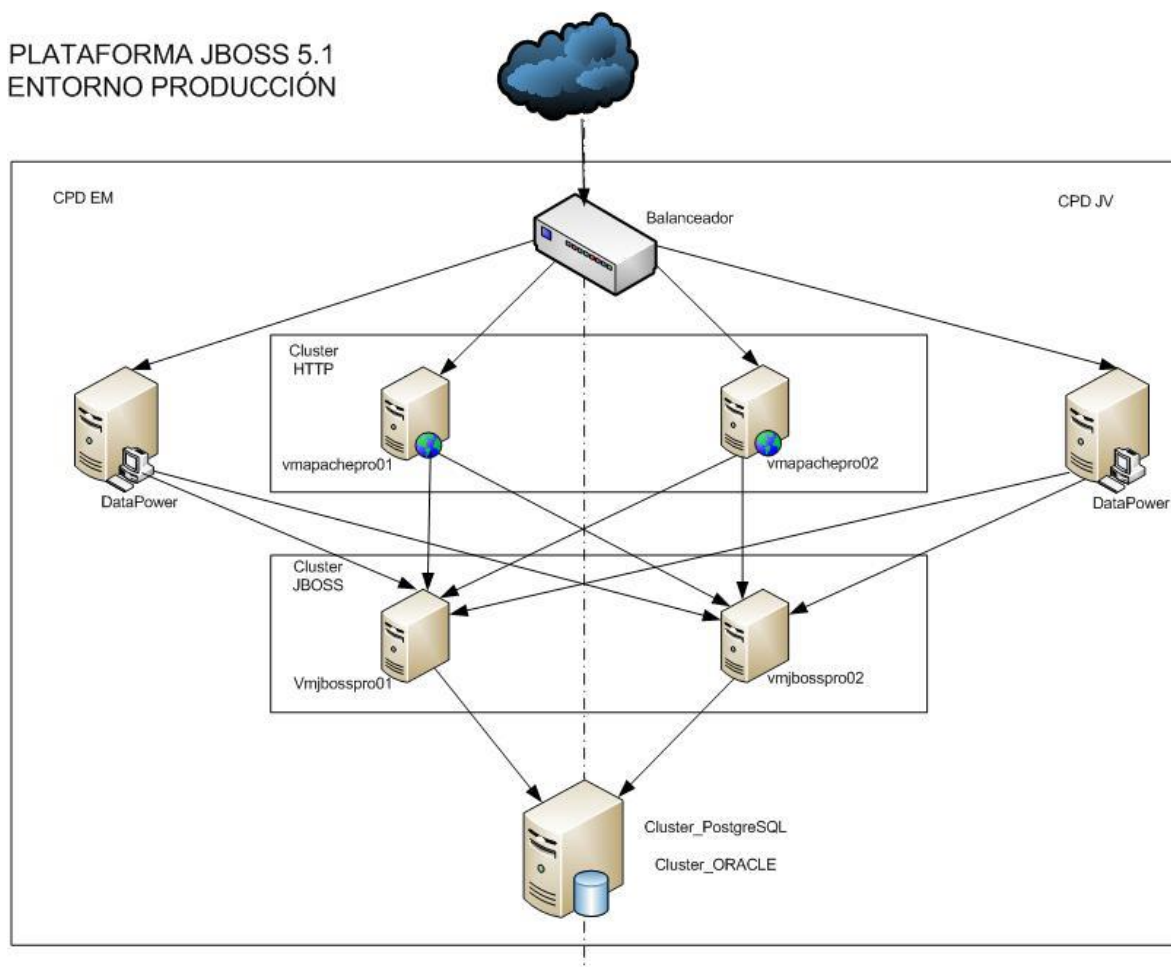 PLATAFORMA JBOSS 5.1
ENTORNO PRODUCCIÓN
CPD EM
Balanceador
CPD JV
Cluster
HTTP
vmapachepro01
vmapachepro02
DataPower
DataPower
Cluster
JBOSS
Vmjbosspro01
vmjbosspro02
Cluster_PostgreSQL
Cluster_ORACLE